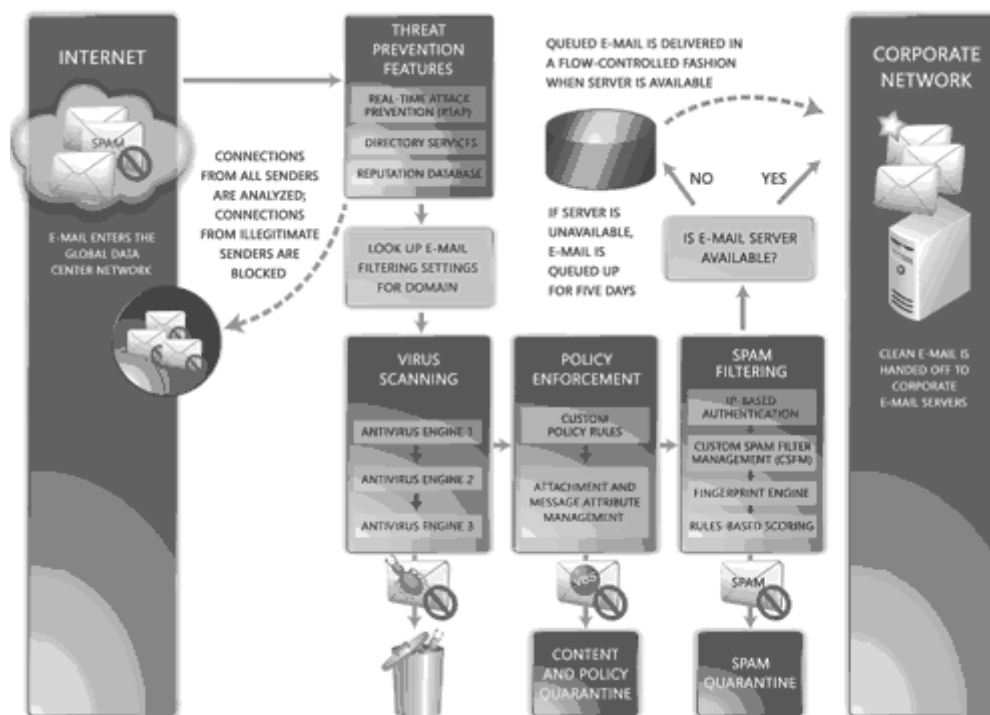 INTERNET
SPAM
E-MAIL ENTERS THE
GLOBAL DATA
CENTER NETWORK
CONNECTIONS
FROM ALL SENDERS
ARE ANALYZED;
CONNECTIONS
FROM ILLEGITIMATE
SENDERS ARE
BLOCKED
THREAT
PREVENTION
FEATURES
REAL-TIME ATTACK
PREVENTION (RTAP)
DIRECTORY SERVICES
REPUTATION DATABASE
LOOK UP E-MAIL
FILTERING SETTINGS
FOR DOMAIN
VIRUS
SCANNING
ANTIVIRUS ENGINE 1
ANTIVIRUS ENGINE 2
ANTIVIRUS ENGINE 3
POLICY
ENFORCEMENT
CUSTOM
POLICY RULES
ATTACHMENT AND
MESSAGE ATTRIBUTE
MANAGEMENT
VBS
CONTENT
AND POLICY
QUARANTINE
SPAM
FILTERING
IP-BASED
AUTHENTICATION
CUSTOM SPAM FILTER
MANAGEMENT (CSFM)
FINGERPRINT ENGINE
RULES-BASED SCORING
SPAM
SPAM
QUARANTINE
IS E-MAIL SERVER
AVAILABLE?
NO
YES
IF SERVER IS
UNAVAILABLE,
E-MAIL IS
QUEUED UP
FOR FIVE DAYS
QUEUED E-MAIL IS DELIVERED IN
A FLOW-CONTROLLED FASHION
WHEN SERVER IS AVAILABLE
CORPORATE
NETWORK
CLEAN E-MAIL IS
HANDED OFF TO
CORPORATE
E-MAIL SERVERS